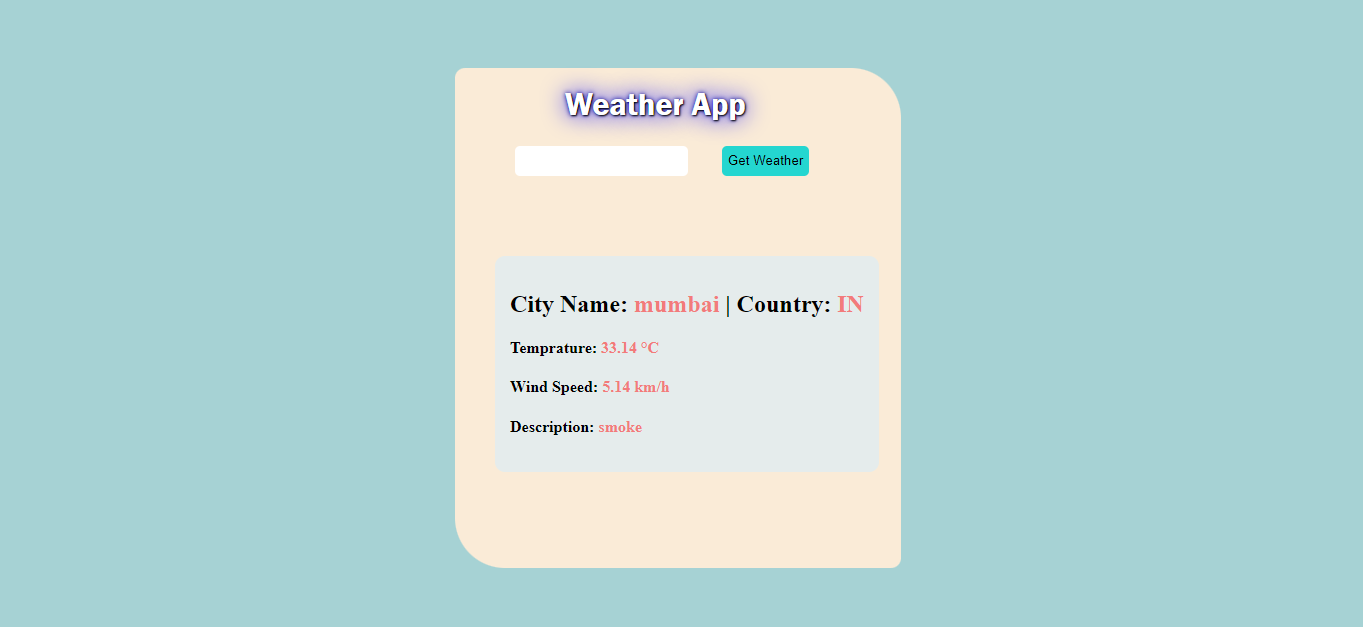 Weather App
Get Weather
City Name: mumbai | Country: IN
Temprature: 33.14 °C
Wind Speed: 5.14 km/h
Description: smoke